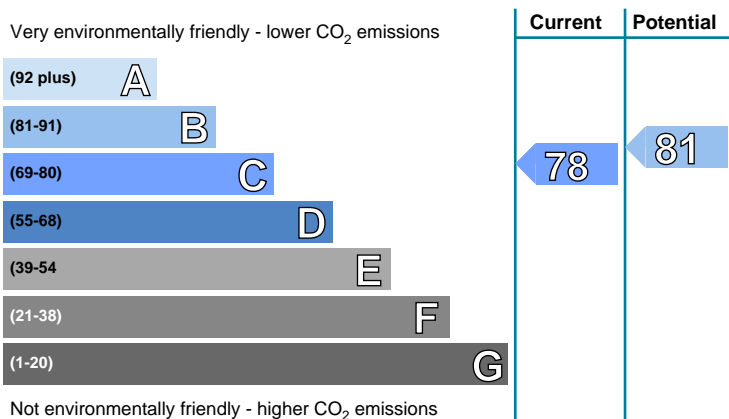 Very environmentally friendly - lower CO2 emissions
Current Potential
(92 plus) A
(81-91) B
(69-80) C
(55-68) D
(39-54 E
(21-38) F
(1-20) G
78
81
Not environmentally friendly - higher CO2 emissions